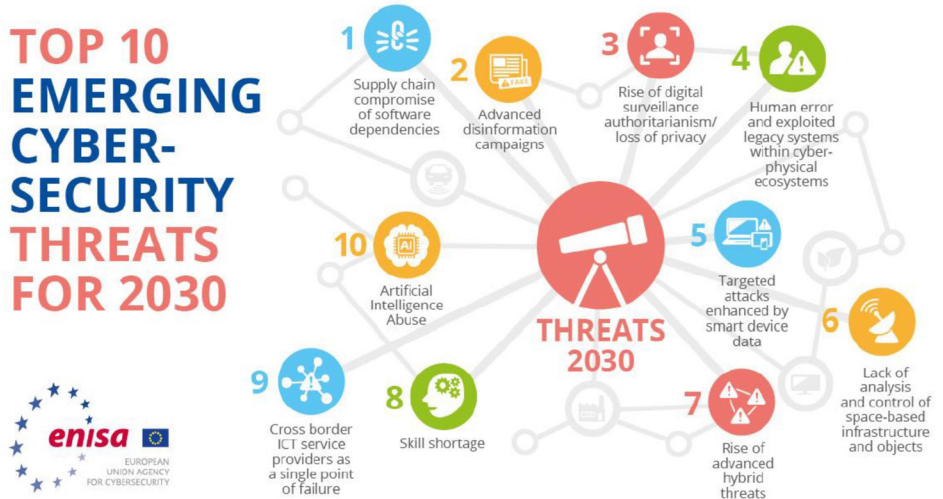 TOP 10
EMERGING
CYBER-
SECURITY
THREATS
FOR 2030
1
Supply chain
compromise
of software
dependencies
2
FAKE
Advanced
disinformation
campaigns
3
Rise of digital
surveillance
authoritarianism/
loss of privacy
4
Human error
and exploited
legacy systems
within cyber-
physical
ecosystems
5
Targeted
attacks
enhanced by
smart device
data
6
Lack of
analysis
and control of
space-based
infrastructure
and objects
7
Rise of
advanced
hybrid
threats
8
Skill shortage
9
Cross border
ICT service
providers as
a single point
of failure
10
AI
Artificial
Intelligence
Abuse
THREATS
2030
enisa
EUROPEAN
UNION AGENCY
FOR CYBERSECURITY